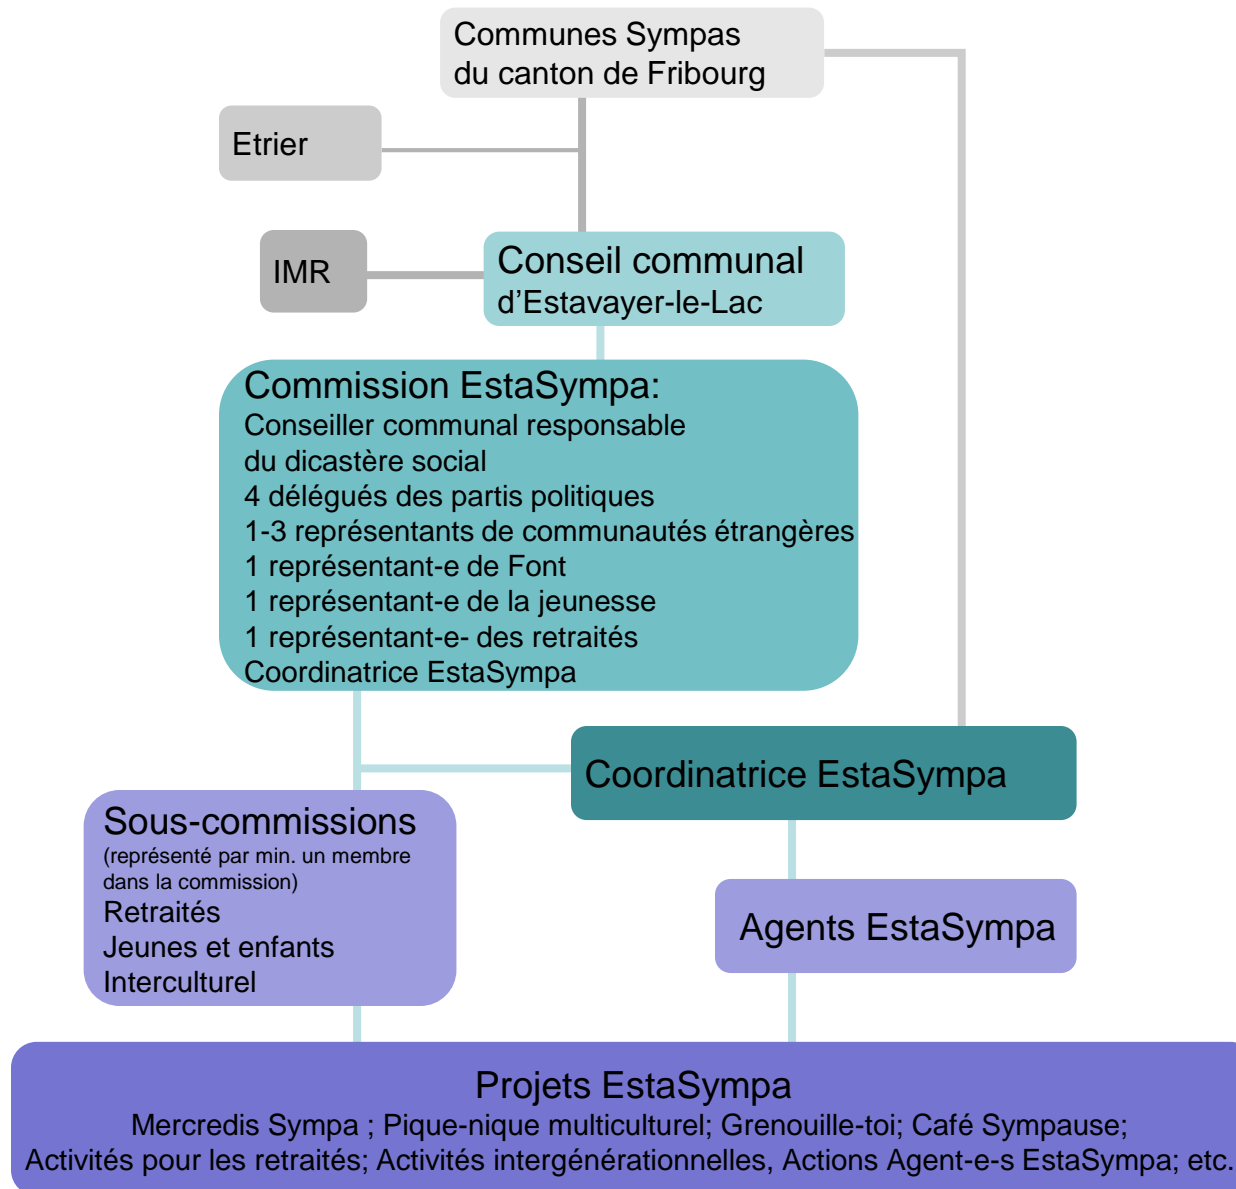 Communes Sympas
du canton de Fribourg
Etrier
IMR
Conseil communal
d’Estavayer-le-Lac
Commission EstaSympa:
Conseiller communal responsable
du dicastère social
4 délégués des partis politiques
1-3 représentants de communautés étrangères
1 représentant-e de Font
1 représentant-e de la jeunesse
1 représentant-e- des retraités
Coordinatrice EstaSympa
Coordinatrice EstaSympa
Sous-commissions
(représenté par min. un membre
dans la commission)
Retraités
Jeunes et enfants
Interculturel
Agents EstaSympa
Projets EstaSympa
Mercredis Sympa ; Pique-nique multiculturel; Grenouille-toi; Café Sympause;
Activités pour les retraités; Activités intergénérationnelles, Actions Agent-e-s EstaSympa; etc.